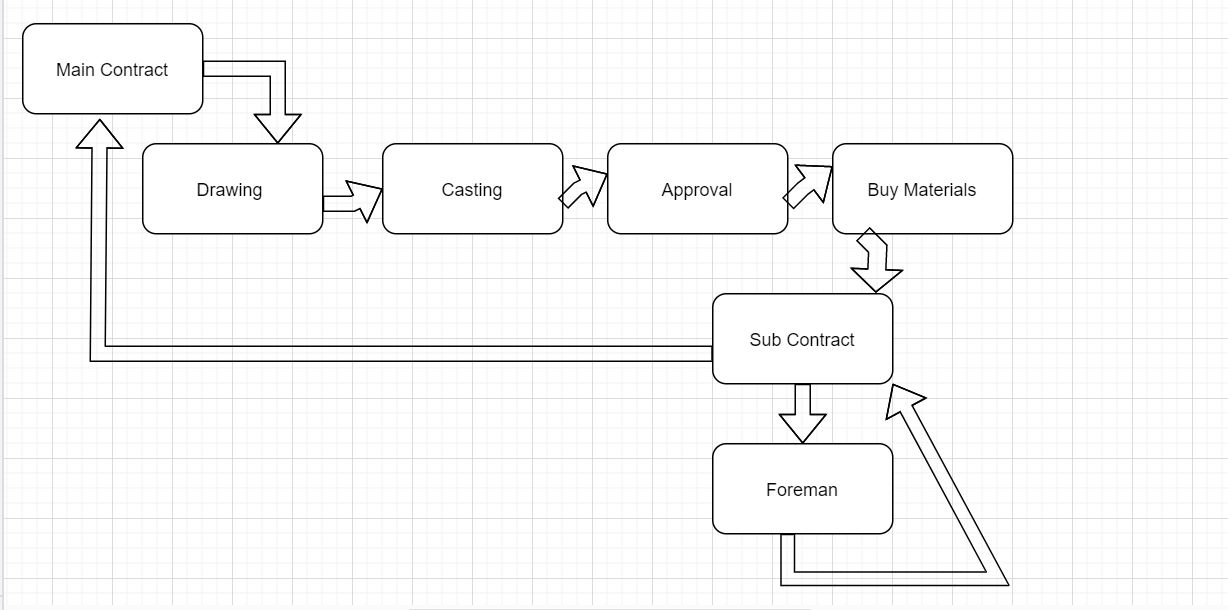 Main Contract
Drawing
Casting
Approval
Buy Materials
Sub Contract
Foreman